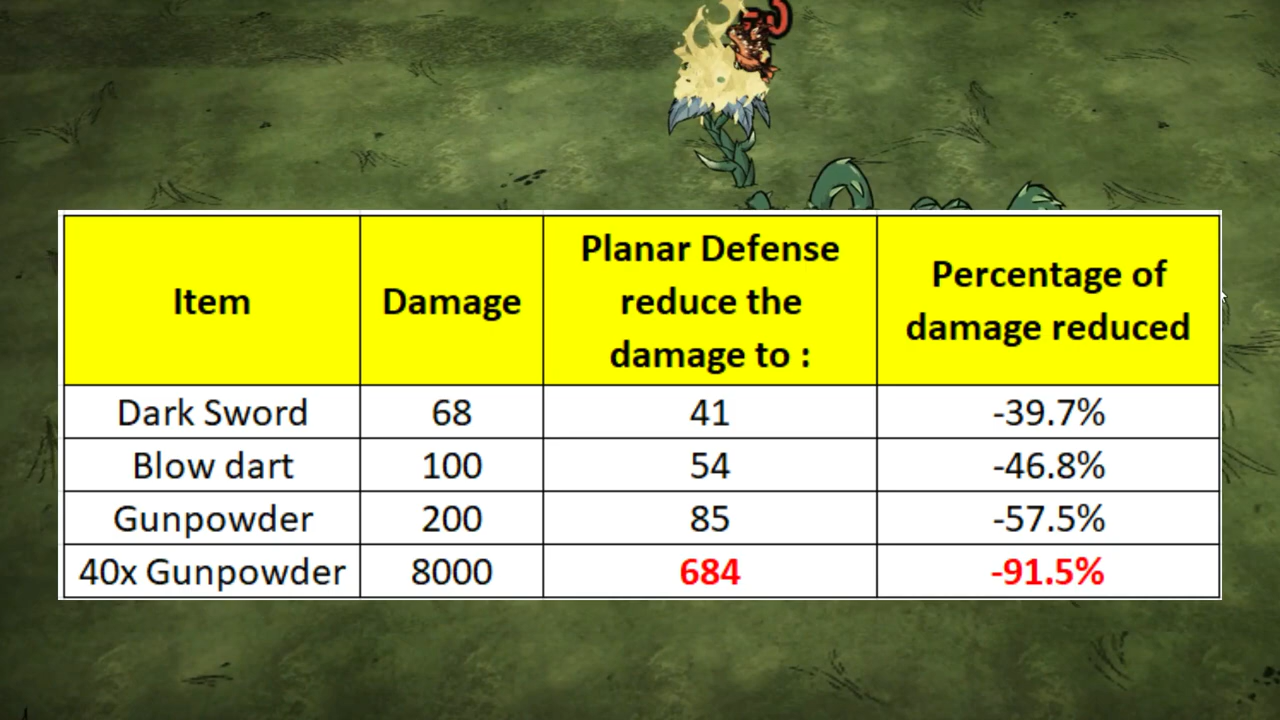 Item Damage Planar Defense reduce the damage to : Percentage of damage reduced
Dark Sword 68 41 -39.7%
Blow dart 100 54 -46.8%
Gunpowder 200 85 -57.5%
40x Gunpowder 8000 684 -91.5%